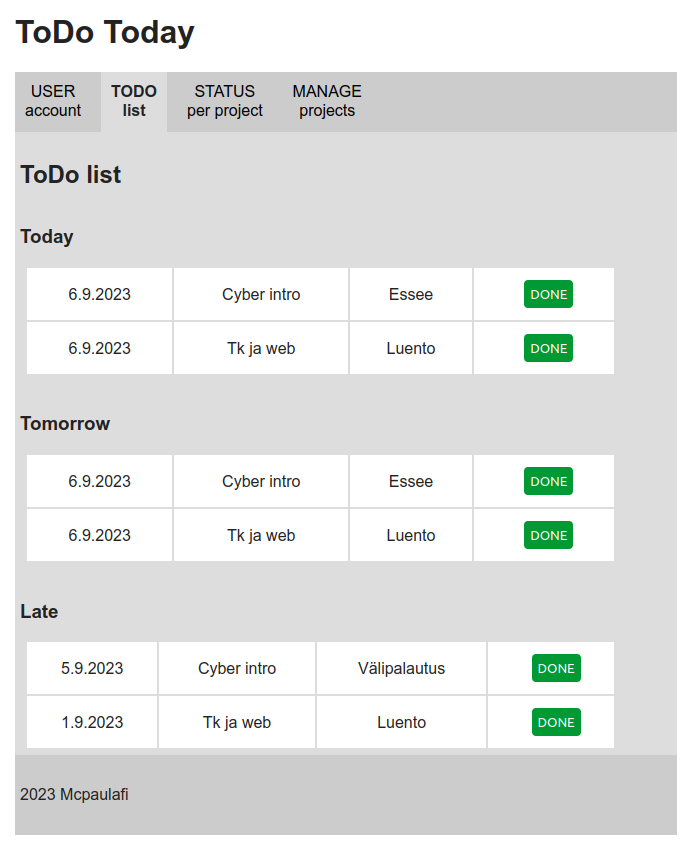 ToDo Today
USER account
TODO list
STATUS per project
MANAGE projects
ToDo list
Today
6.9.2023 Cyber intro Essee DONE
6.9.2023 Tk ja web Luento DONE
Tomorrow
6.9.2023 Cyber intro Essee DONE
6.9.2023 Tk ja web Luento DONE
Late
5.9.2023 Cyber intro Välipalautus DONE
1.9.2023 Tk ja web Luento DONE
2023 Mcpaulafi